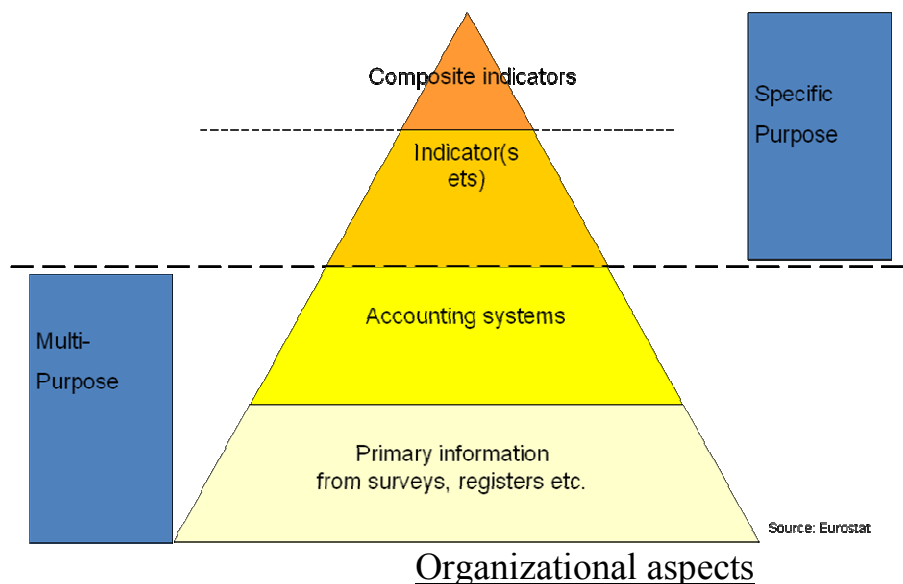 Composite indicators
Specific
Purpose
Indicator(s
ets)
Accounting systems
Multi-
Purpose
Primary information
from surveys, registers etc.
Source: Eurostat
Organizational aspects